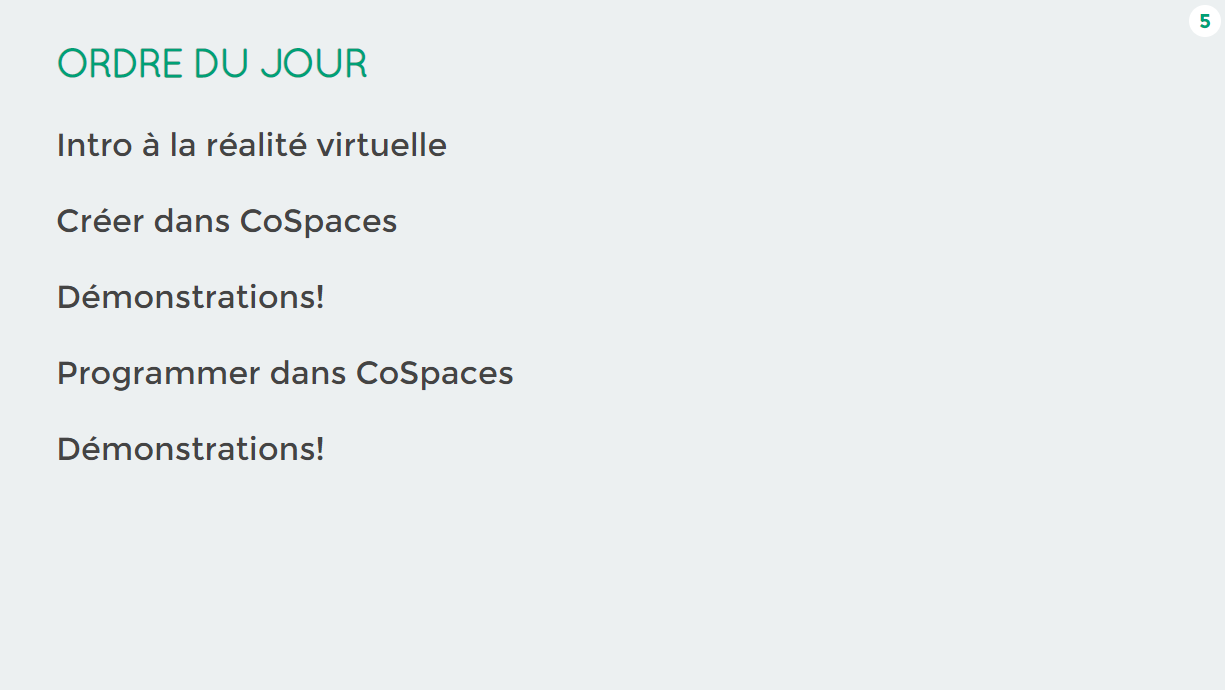 5
ORDRE DU JOUR
Intro à la réalité virtuelle
Créer dans CoSpaces
Démonstrations!
Programmer dans CoSpaces
Démonstrations!